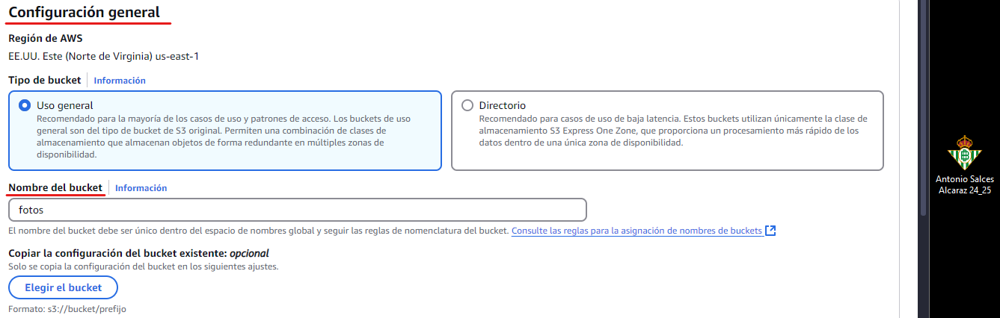 Configuración general
Región de AWS
EE.UU. Este (Norte de Virginia) us-east-1
Tipo de bucket Información
Uso general
Recomendado para la mayoría de los casos de uso y patrones de acceso. Los buckets de uso
general son del tipo de bucket de S3 original. Permiten una combinación de clases de
almacenamiento que almacenan objetos de forma redundante en múltiples zonas de
disponibilidad.
Directorio
Recomendado para casos de uso de baja latencia. Estos buckets utilizan únicamente la clase de
almacenamiento S3 Express One Zone, que proporciona un procesamiento más rápido de los
datos dentro de una única zona de disponibilidad.
Nombre del bucket Información
fotos
El nombre del bucket debe ser único dentro del espacio de nombres global y seguir las reglas de nomenclatura del bucket. Consulte las reglas para la asignación de nombres de buckets
Copiar la configuración del bucket existente: opcional
Solo se copia la configuración del bucket en los siguientes ajustes.
Elegir el bucket
Formato: s3://bucket/prefijo
Antonio Salces
Alcaraz 24_25